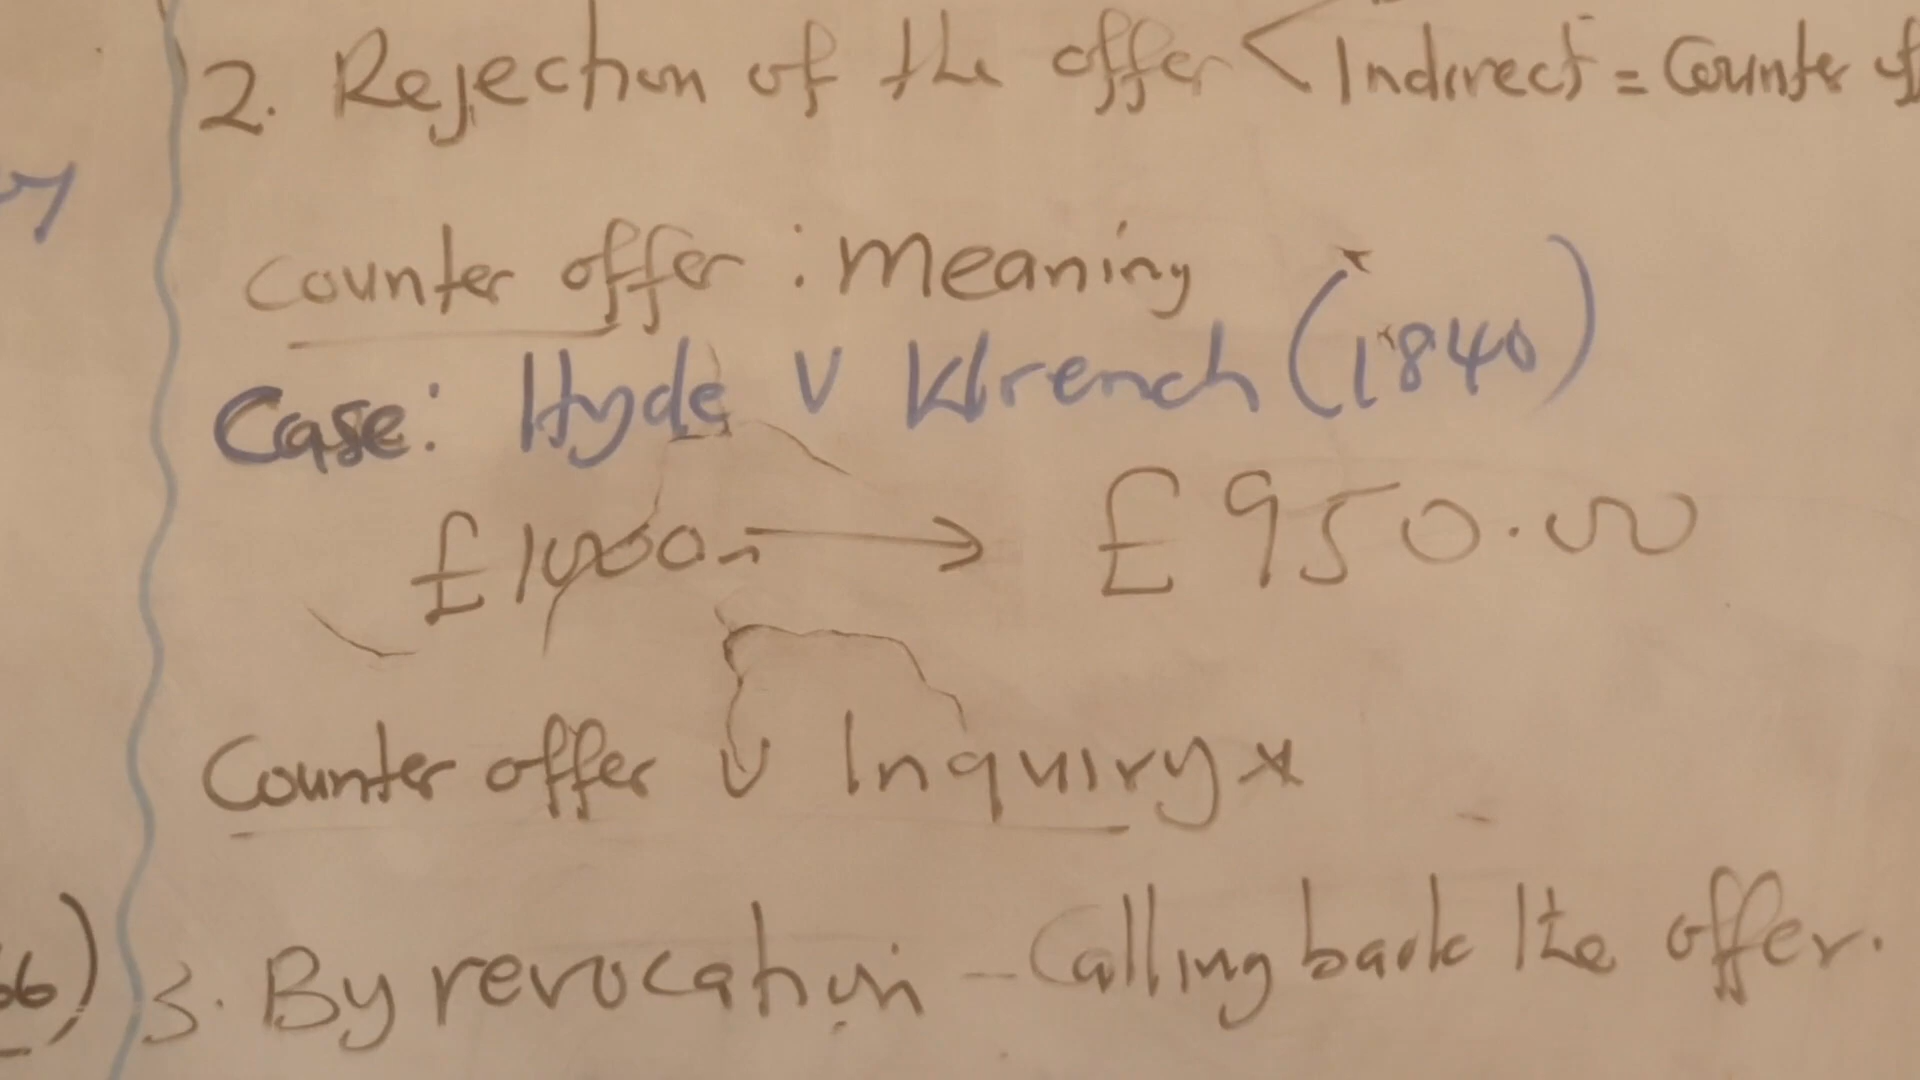 2. Rejection of the offer < Indirect = Counter of
Counter offer : Meaning
Case: Hyde V Wrench (1840)
£1000 → £950.00
Counter offer V Inquiry *
3. By revocation - Calling back the offer.